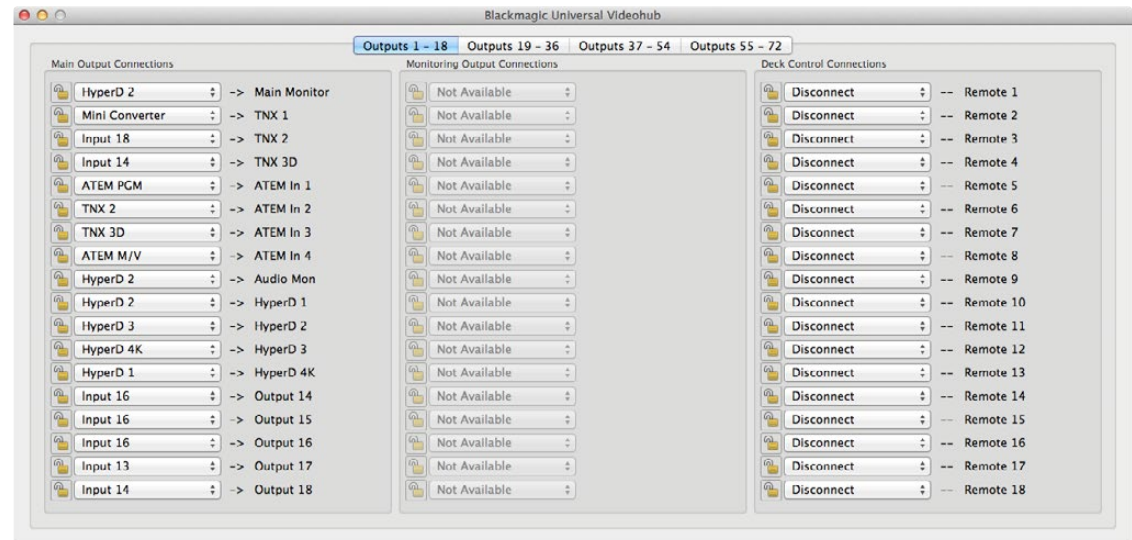 Blackmagic Universal Videohub
Outputs 1 – 18 Outputs 19 – 36 Outputs 37 – 54 Outputs 55 – 72
Main Output Connections Monitoring Output Connections Deck Control Connections
HyperD 2 -> Main Monitor Not Available Disconnect -- Remote 1
Mini Converter -> TNX 1 Not Available Disconnect -- Remote 2
Input 18 -> TNX 2 Not Available Disconnect -- Remote 3
Input 14 -> TNX 3D Not Available Disconnect -- Remote 4
ATEM PGM -> ATEM In 1 Not Available Disconnect -- Remote 5
TNX 2 -> ATEM In 2 Not Available Disconnect -- Remote 6
TNX 3D -> ATEM In 3 Not Available Disconnect -- Remote 7
ATEM M/V -> ATEM In 4 Not Available Disconnect -- Remote 8
HyperD 2 -> Audio Mon Not Available Disconnect -- Remote 9
HyperD 2 -> HyperD 1 Not Available Disconnect -- Remote 10
HyperD 3 -> HyperD 2 Not Available Disconnect -- Remote 11
HyperD 4K -> HyperD 3 Not Available Disconnect -- Remote 12
HyperD 1 -> HyperD 4K Not Available Disconnect -- Remote 13
Input 16 -> Output 14 Not Available Disconnect -- Remote 14
Input 16 -> Output 15 Not Available Disconnect -- Remote 15
Input 16 -> Output 16 Not Available Disconnect -- Remote 16
Input 13 -> Output 17 Not Available Disconnect -- Remote 17
Input 14 -> Output 18 Not Available Disconnect -- Remote 18